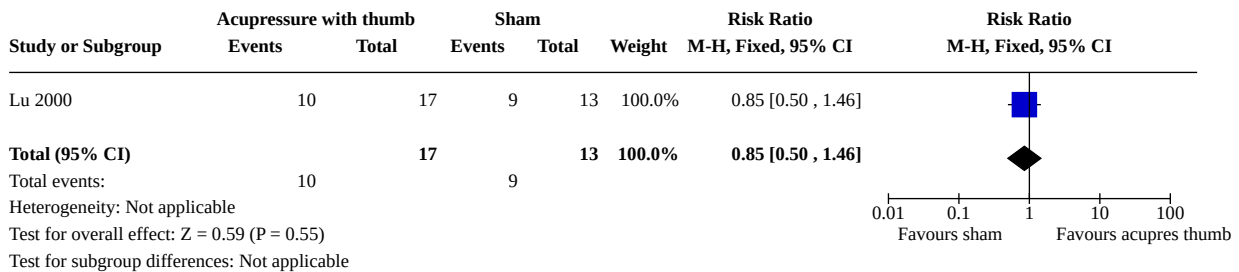 Acupressure with thumb Sham Risk Ratio Risk Ratio
Study or Subgroup Events Total Events Total Weight M-H, Fixed, 95% CI M-H, Fixed, 95% CI
Lu 2000 10 17 9 13 100.0% 0.85 [0.50 , 1.46]
Total (95% CI) 17 13 100.0% 0.85 [0.50 , 1.46]
Total events: 10 9
Heterogeneity: Not applicable
Test for overall effect: Z = 0.59 (P = 0.55)
Test for subgroup differences: Not applicable
0.01 0.1 1 10 100
Favours sham Favours acupres thumb